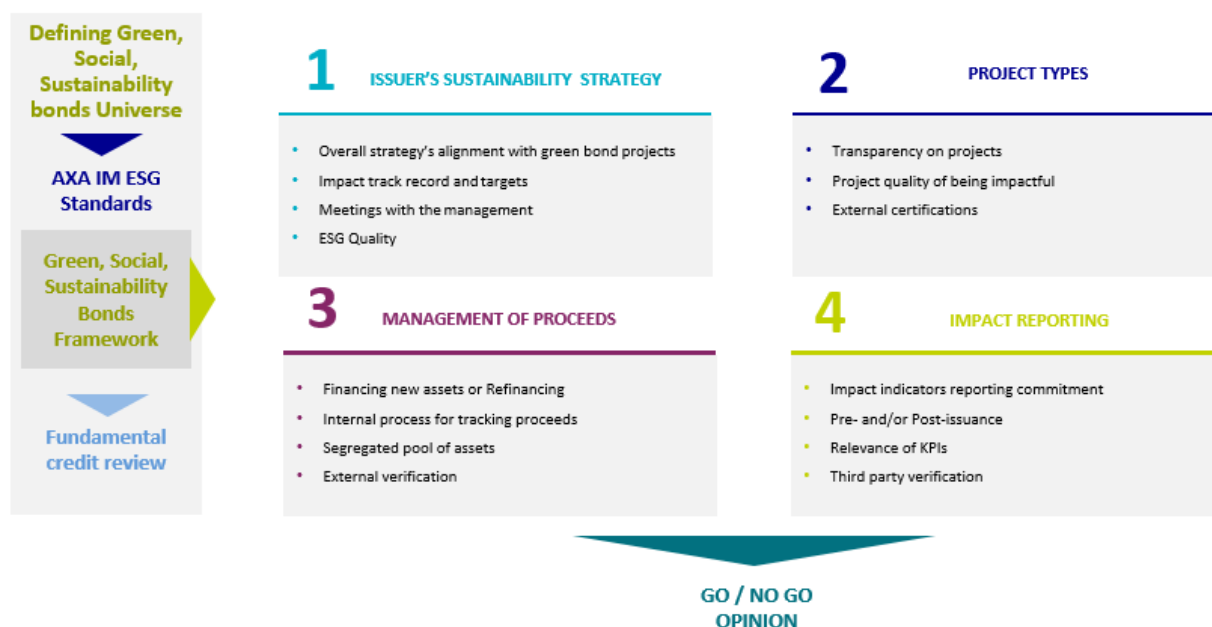 Defining Green,
Social,
Sustainability
bonds Universe
AXA IM ESG
Standards
Green, Social,
Sustainability
Bonds
Framework
Fundamental
credit review
1 ISSUER'S SUSTAINABILITY STRATEGY
• Overall strategy's alignment with green bond projects
• Impact track record and targets
• Meetings with the management
• ESG Quality
2 PROJECT TYPES
• Transparency on projects
• Project quality of being impactful
• External certifications
3 MANAGEMENT OF PROCEEDS
• Financing new assets or Refinancing
• Internal process for tracking proceeds
• Segregated pool of assets
• External verification
4 IMPACT REPORTING
• Impact indicators reporting commitment
• Pre- and/or Post-issuance
• Relevance of KPIs
• Third party verification
GO / NO GO
OPINION